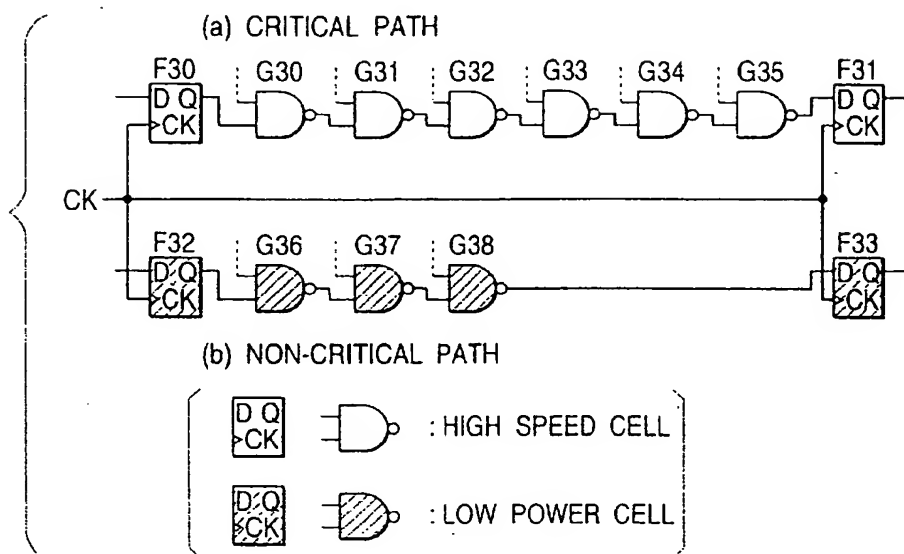 (a) CRITICAL PATH
F30 G30 G31 G32 G33 G34 G35 F31
D Q D Q
CK CK
CK
F32 G36 G37 G38 F33
D Q D Q
CK CK
(b) NON-CRITICAL PATH
D Q
CK : HIGH SPEED CELL
D Q
CK : LOW POWER CELL